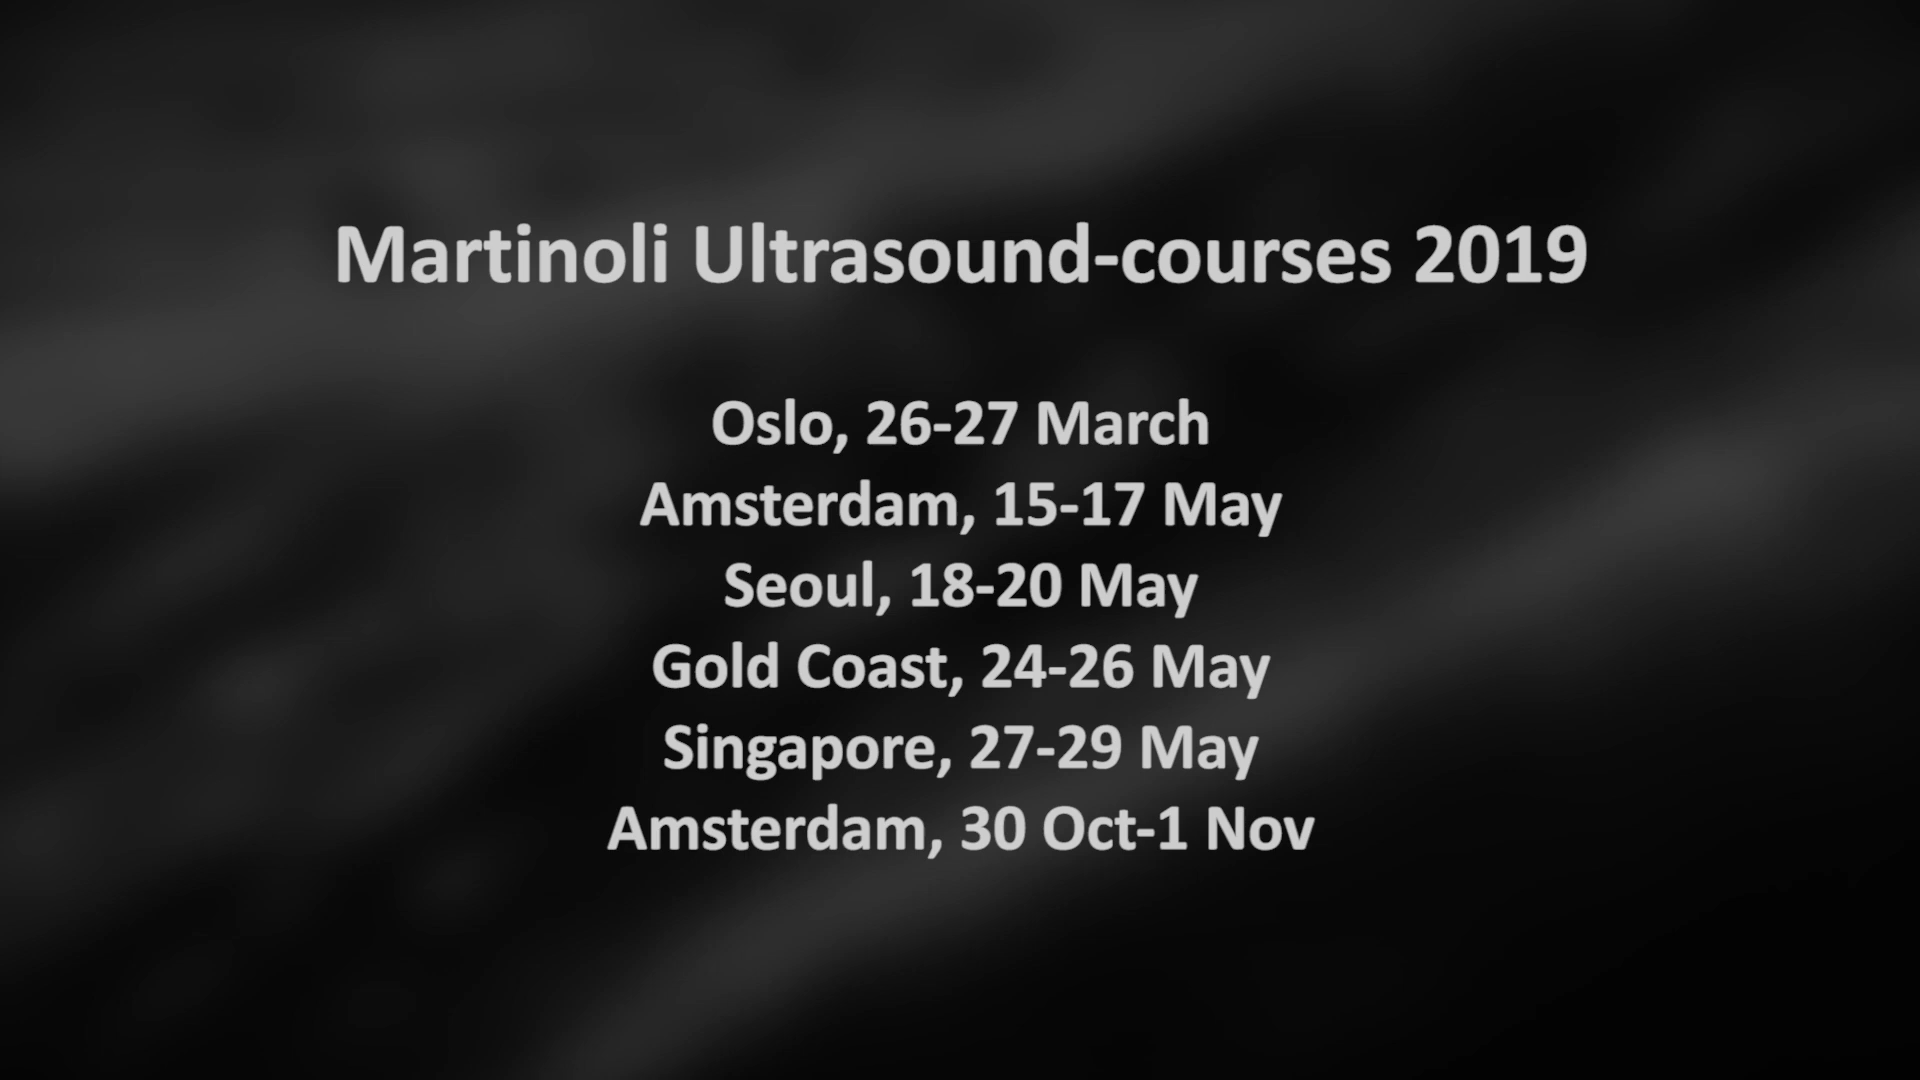 Martinoli Ultrasound-courses 2019
Oslo, 26-27 March
Amsterdam, 15-17 May
Seoul, 18-20 May
Gold Coast, 24-26 May
Singapore, 27-29 May
Amsterdam, 30 Oct-1 Nov